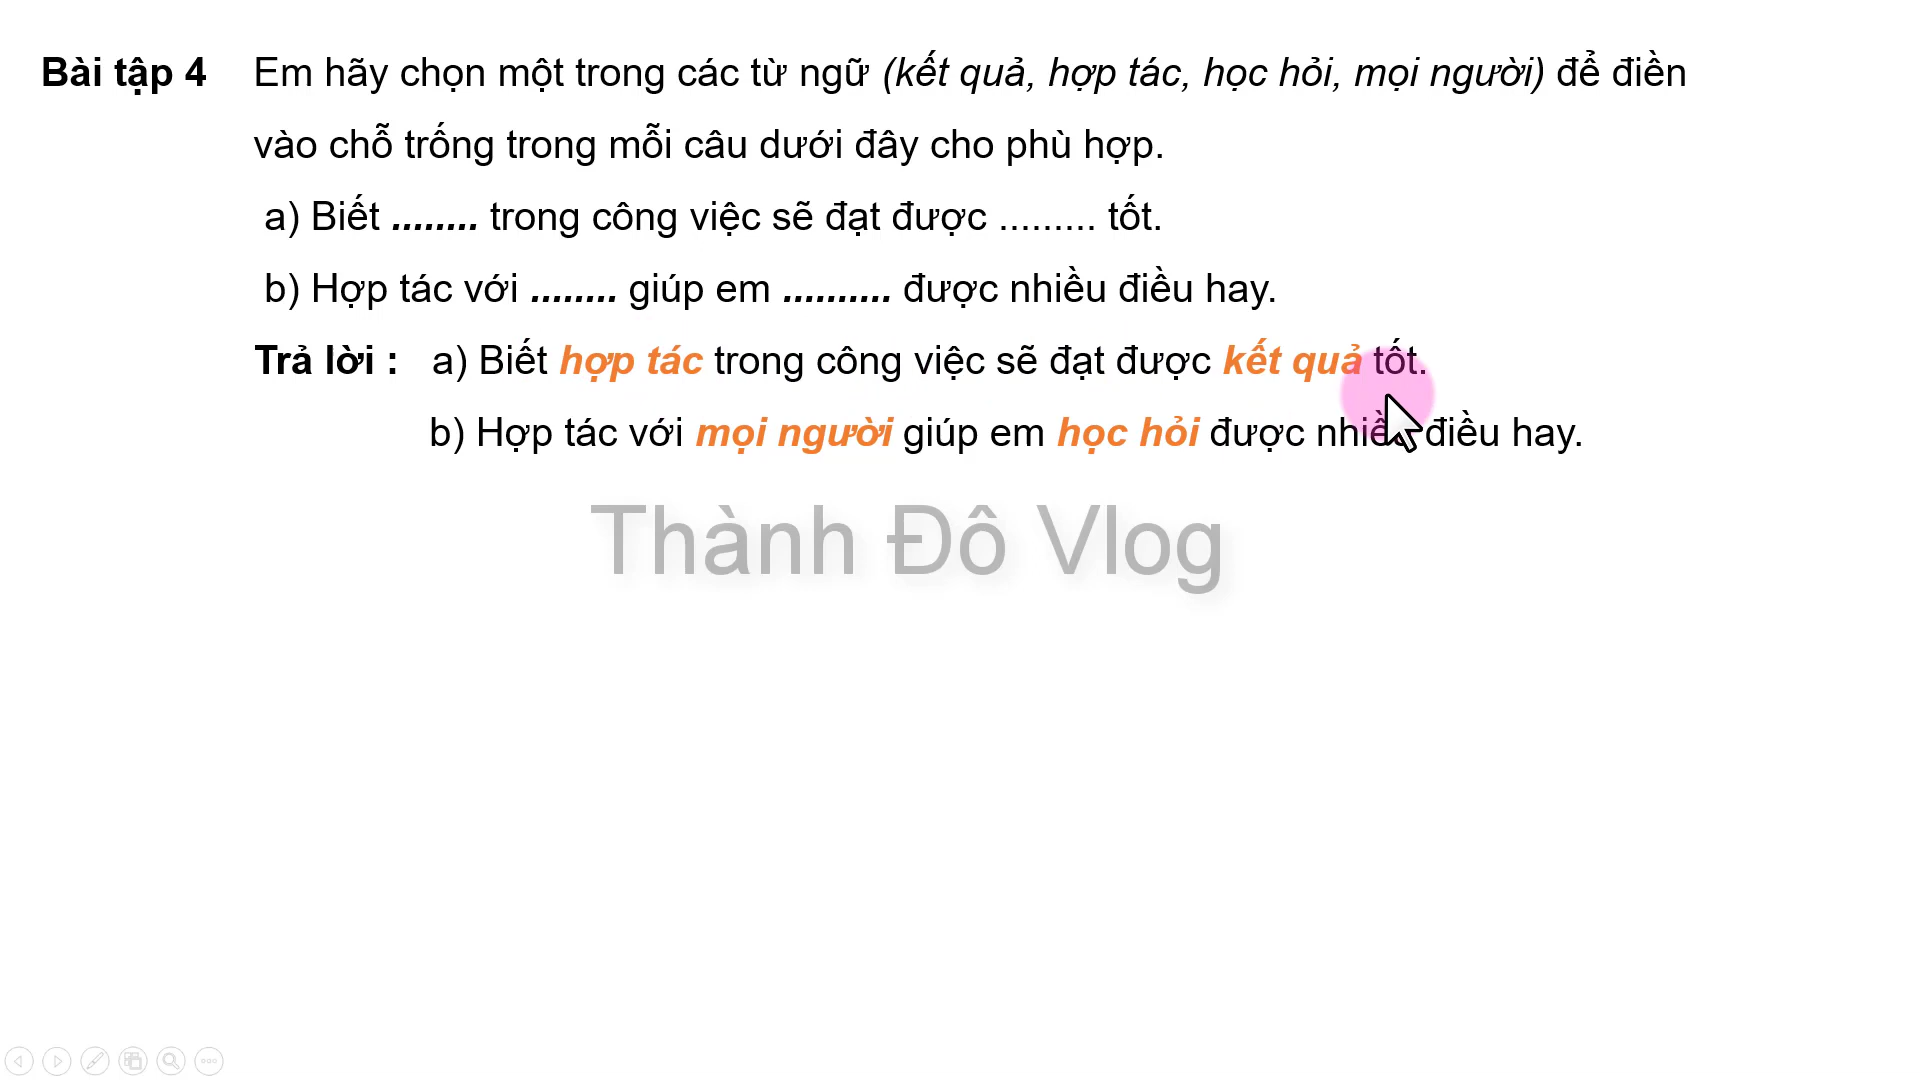 Bài tập 4 Em hãy chọn một trong các từ ngữ (kết quả, hợp tác, học hỏi, mọi người) để điền
vào chỗ trống trong mỗi câu dưới đây cho phù hợp.
a) Biết ........ trong công việc sẽ đạt được ......... tốt.
b) Hợp tác với ........ giúp em .......... được nhiều điều hay.
Trả lời : a) Biết hợp tác trong công việc sẽ đạt được kết quả tốt.
b) Hợp tác với mọi người giúp em học hỏi được nhiều điều hay.
Thành Đô Vlog